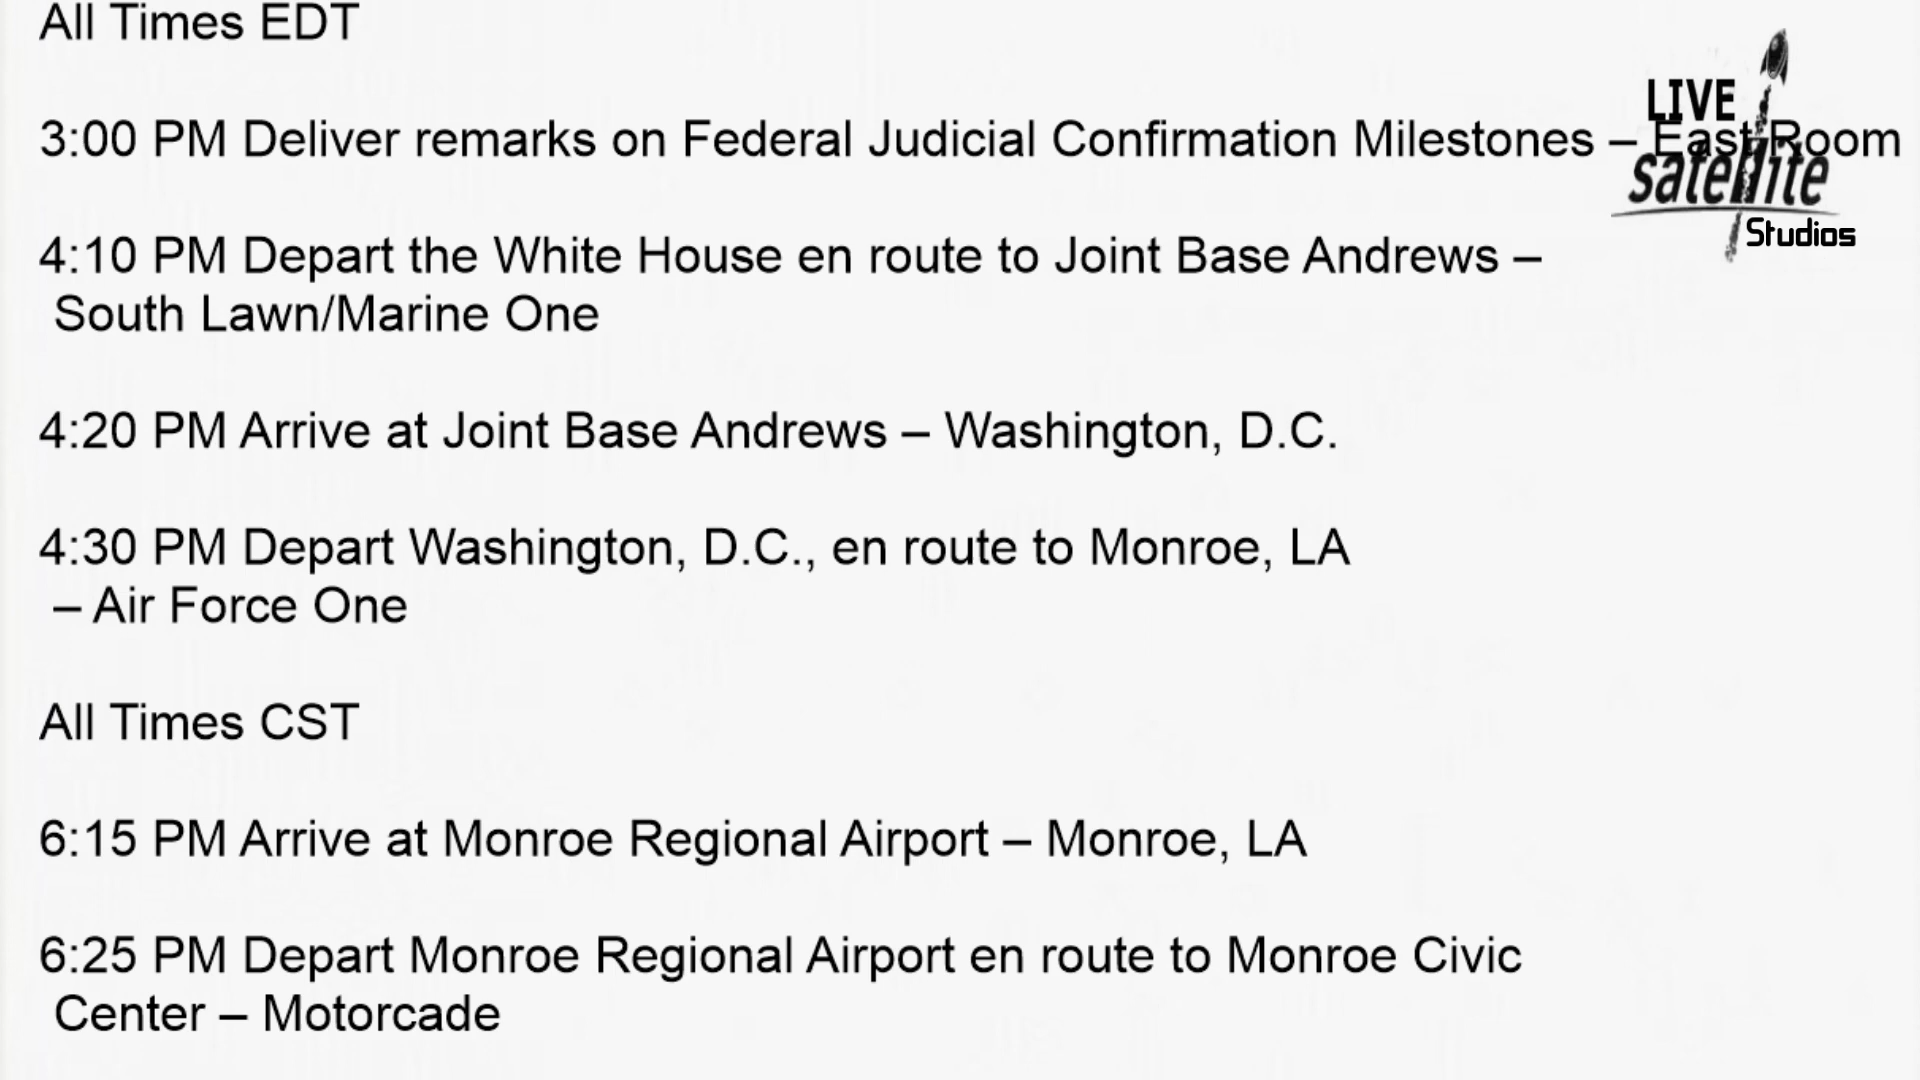 All Times EDT
3:00 PM Deliver remarks on Federal Judicial Confirmation Milestones – East Room
LIVE
satellite
Studios
4:10 PM Depart the White House en route to Joint Base Andrews –
South Lawn/Marine One
4:20 PM Arrive at Joint Base Andrews – Washington, D.C.
4:30 PM Depart Washington, D.C., en route to Monroe, LA
– Air Force One
All Times CST
6:15 PM Arrive at Monroe Regional Airport – Monroe, LA
6:25 PM Depart Monroe Regional Airport en route to Monroe Civic
Center – Motorcade